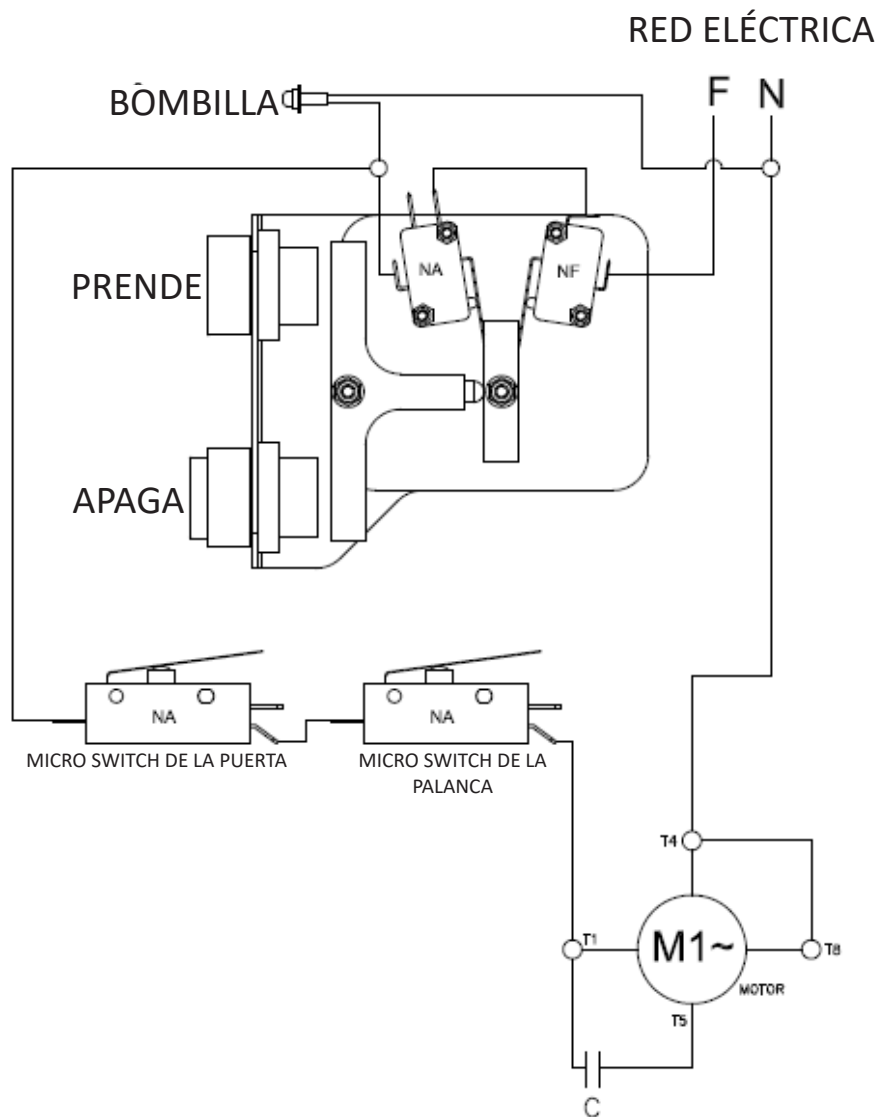 RED ELÉCTRICA
F N
BOMBILLA
NA
NF
PRENDE
APAGA
NA
NA
MICRO SWITCH DE LA PUERTA
MICRO SWITCH DE LA
PALANCA
T4
T1
M1~
T8
MOTOR
T5
C